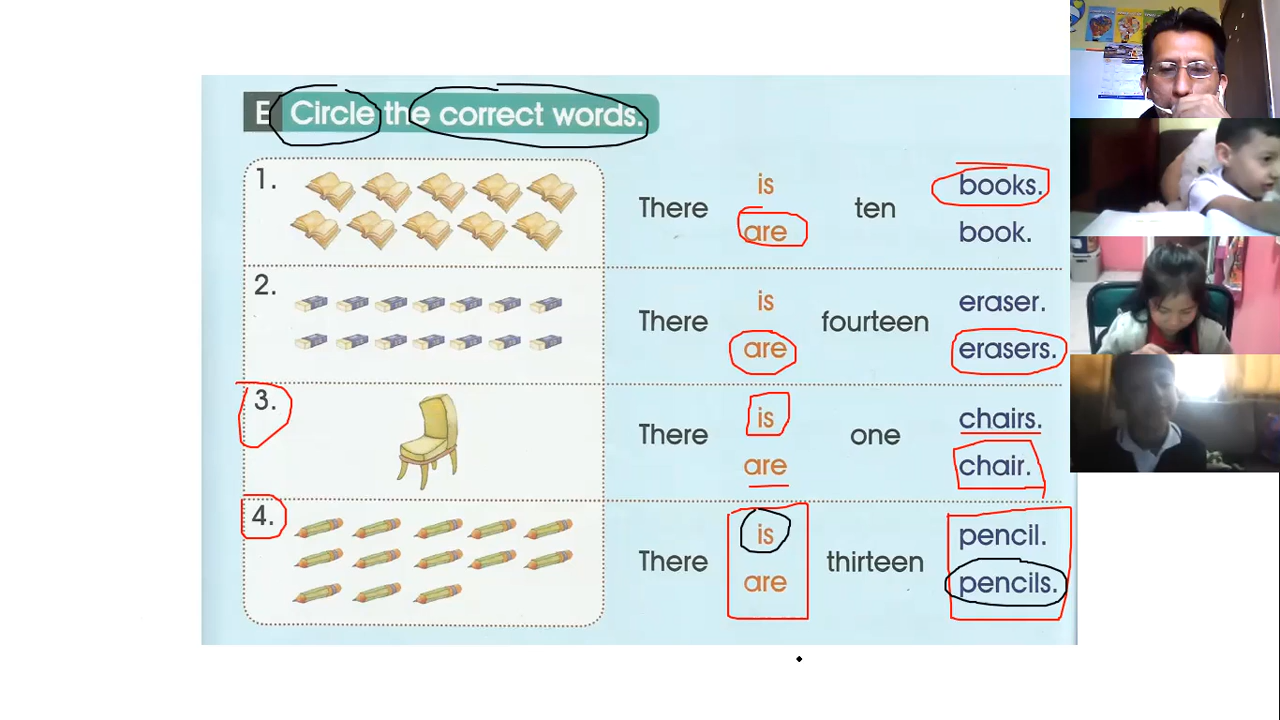 E Circle the correct words.
1.
is
There ten
are
books.
book.
2.
is
There fourteen
are
eraser.
erasers.
3.
is
There one
are
chairs.
chair.
4.
is
There thirteen
are
pencil.
pencils.